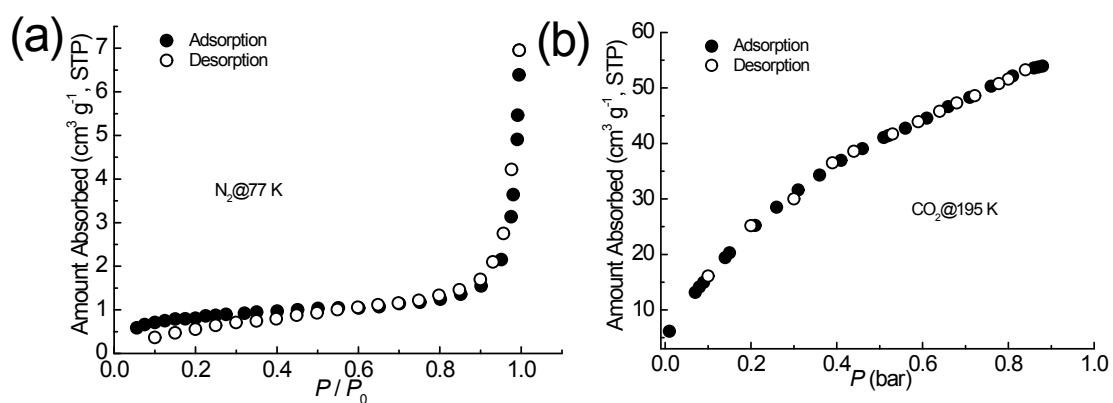 (a)
Adsorption
Desorption
N₂@77 K
Amount Absorbed (cm³ g⁻¹, STP)
7
6
5
4
3
2
1
0
0.0 0.2 0.4 0.6 0.8 1.0
P / P₀
(b)
Adsorption
Desorption
CO₂@195 K
Amount Absorbed (cm³ g⁻¹, STP)
60
50
40
30
20
10
0.0 0.2 0.4 0.6 0.8 1.0
P (bar)